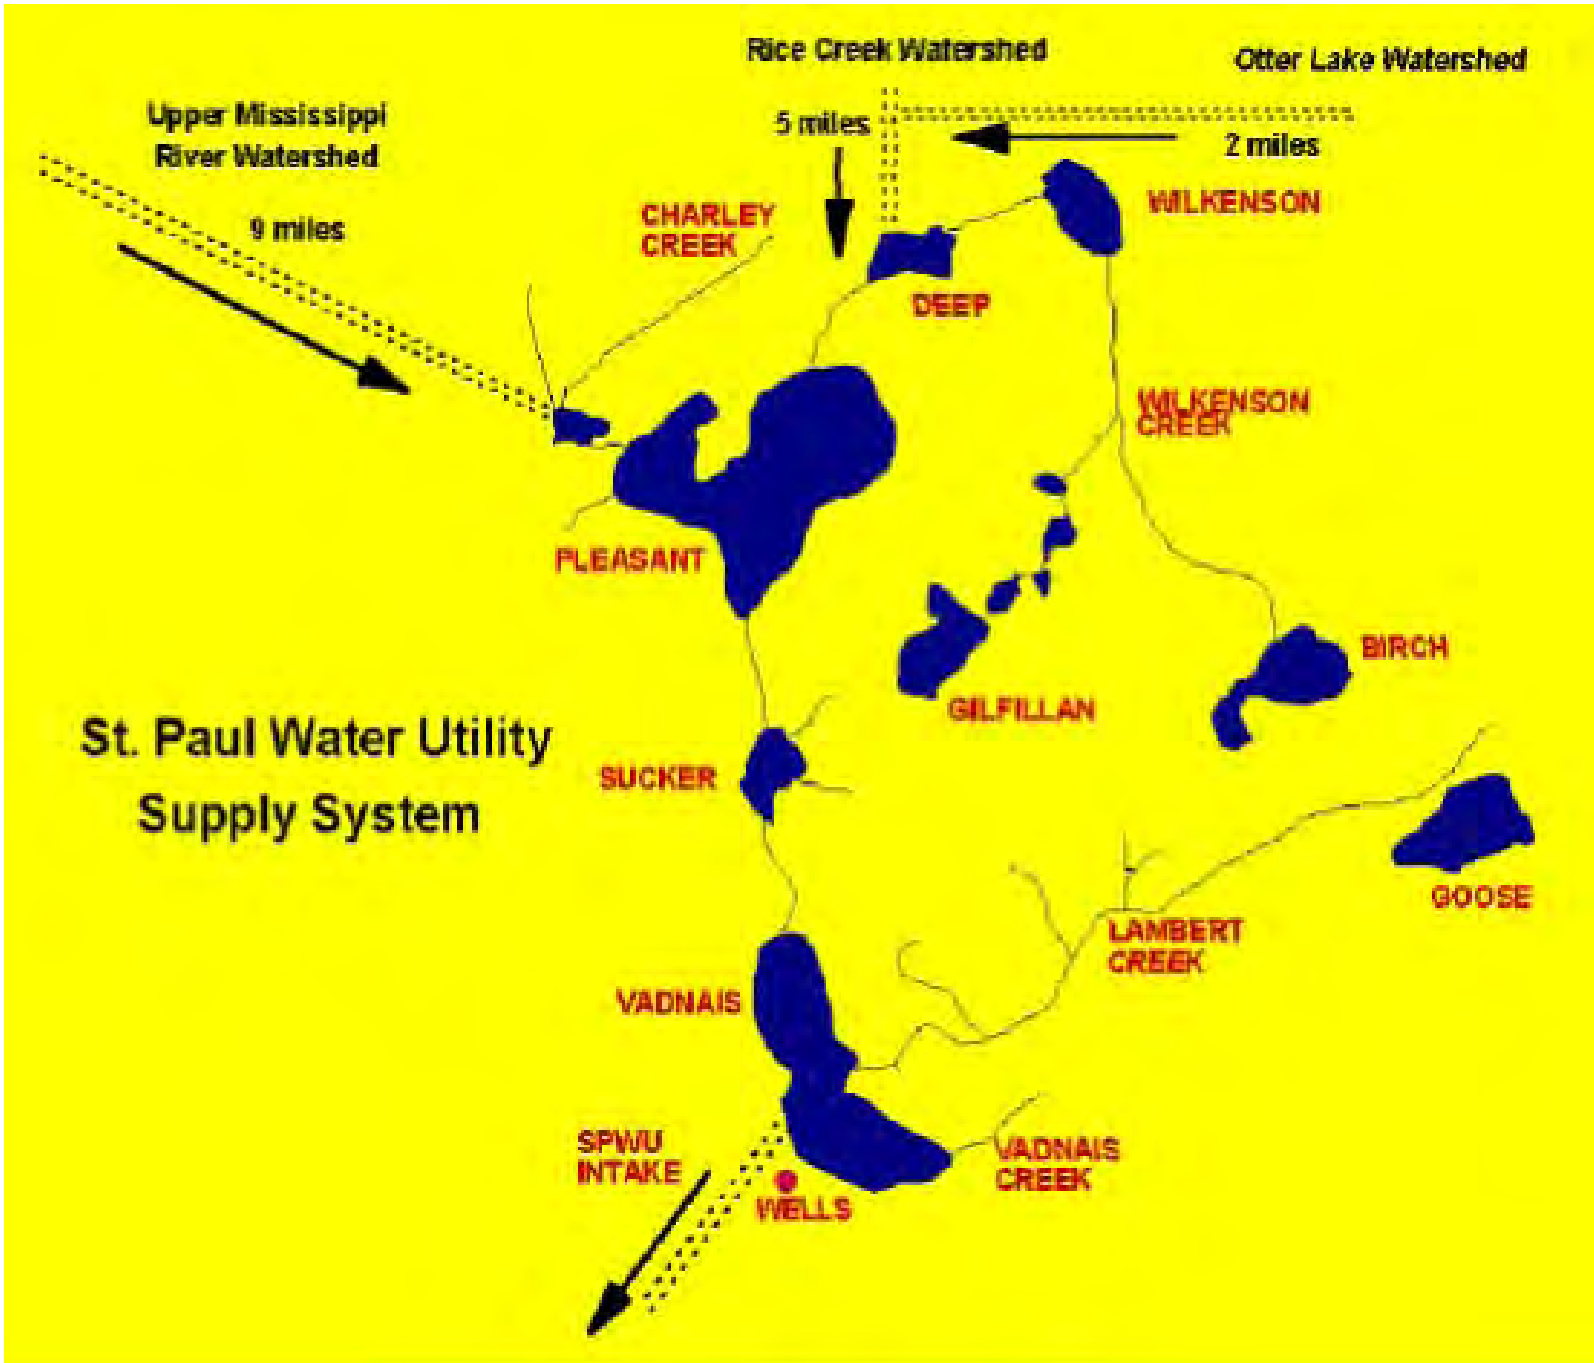 Rice Creek Watershed
Otter Lake Watershed
Upper Mississippi
River Watershed
5 miles
2 miles
9 miles
CHARLEY
CREEK
WILKENSON
DEEP
WILKENSON
CREEK
PLEASANT
BIRCH
GILFILLAN
St. Paul Water Utility
Supply System
SUCKER
GOOSE
LAMBERT
CREEK
VADNAIS
SPWU
INTAKE
VADNAIS
CREEK
WELLS